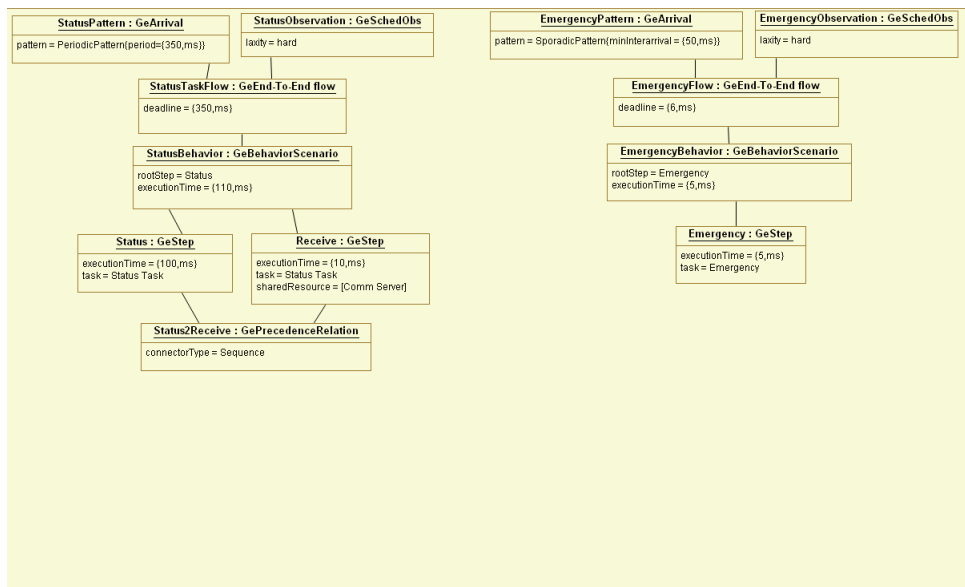 StatusPattern : GeArrival
pattern = PeriodicPattern{period={350,ms}}
StatusObservation : GeSchedObs
laxity = hard
StatusTaskFlow : GeEnd-To-End flow
deadline = {350,ms}
StatusBehavior : GeBehaviorScenario
rootStep = Status
executionTime = {110,ms}
Status : GeStep
executionTime = {100,ms}
task = Status Task
Receive : GeStep
executionTime = {10,ms}
task = Status Task
sharedResource = [Comm Server]
Status2Receive : GePrecedenceRelation
connectorType = Sequence
EmergencyPattern : GeArrival
pattern = SporadicPattern{minInterarrival = {50,ms}}
EmergencyObservation : GeSchedObs
laxity = hard
EmergencyFlow : GeEnd-To-End flow
deadline = {6,ms}
EmergencyBehavior : GeBehaviorScenario
rootStep = Emergency
executionTime = {5,ms}
Emergency : GeStep
executionTime = {5,ms}
task = Emergency